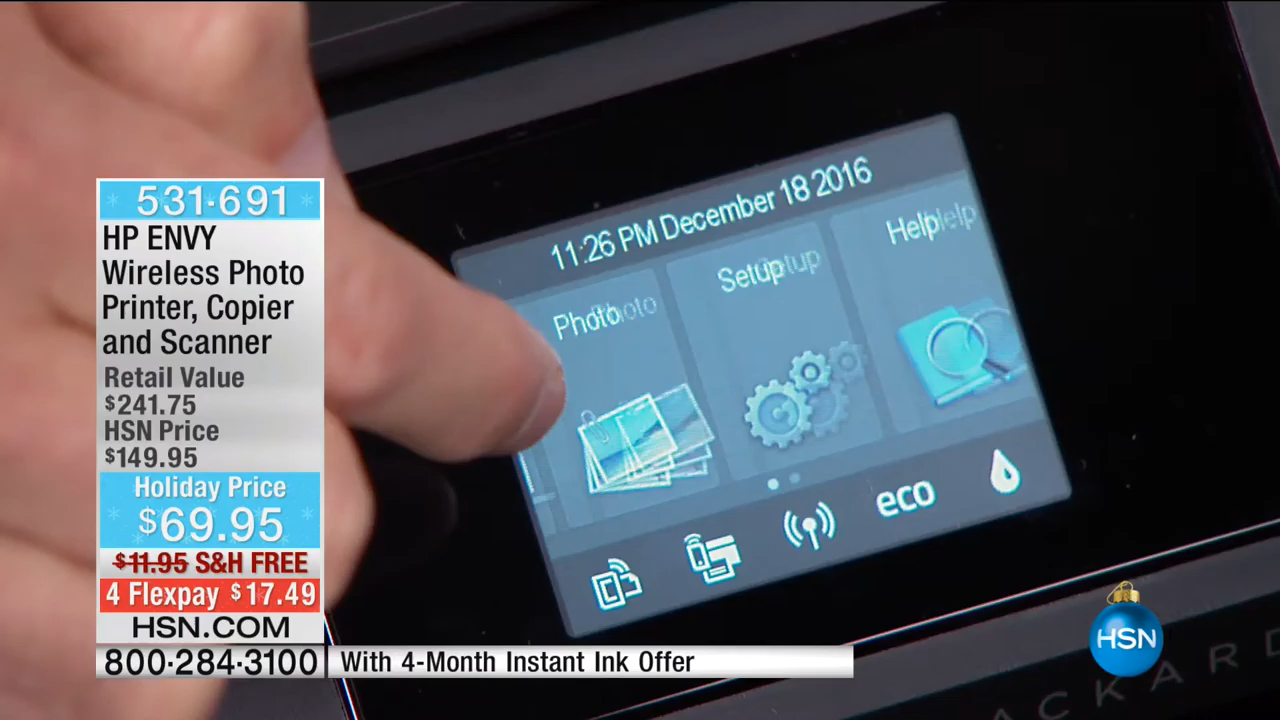 531-691
HP ENVY
Wireless Photo
Printer, Copier
and Scanner
Retail Value
$241.75
HSN Price
$149.95
Holiday Price
$69.95
$11.95 S&H FREE
4 Flexpay $17.49
HSN.COM
800-284-3100
With 4-Month Instant Ink Offer
11:26 PM December 18 2016
Photo
Setup
Help
eco
HSN
ACKARD